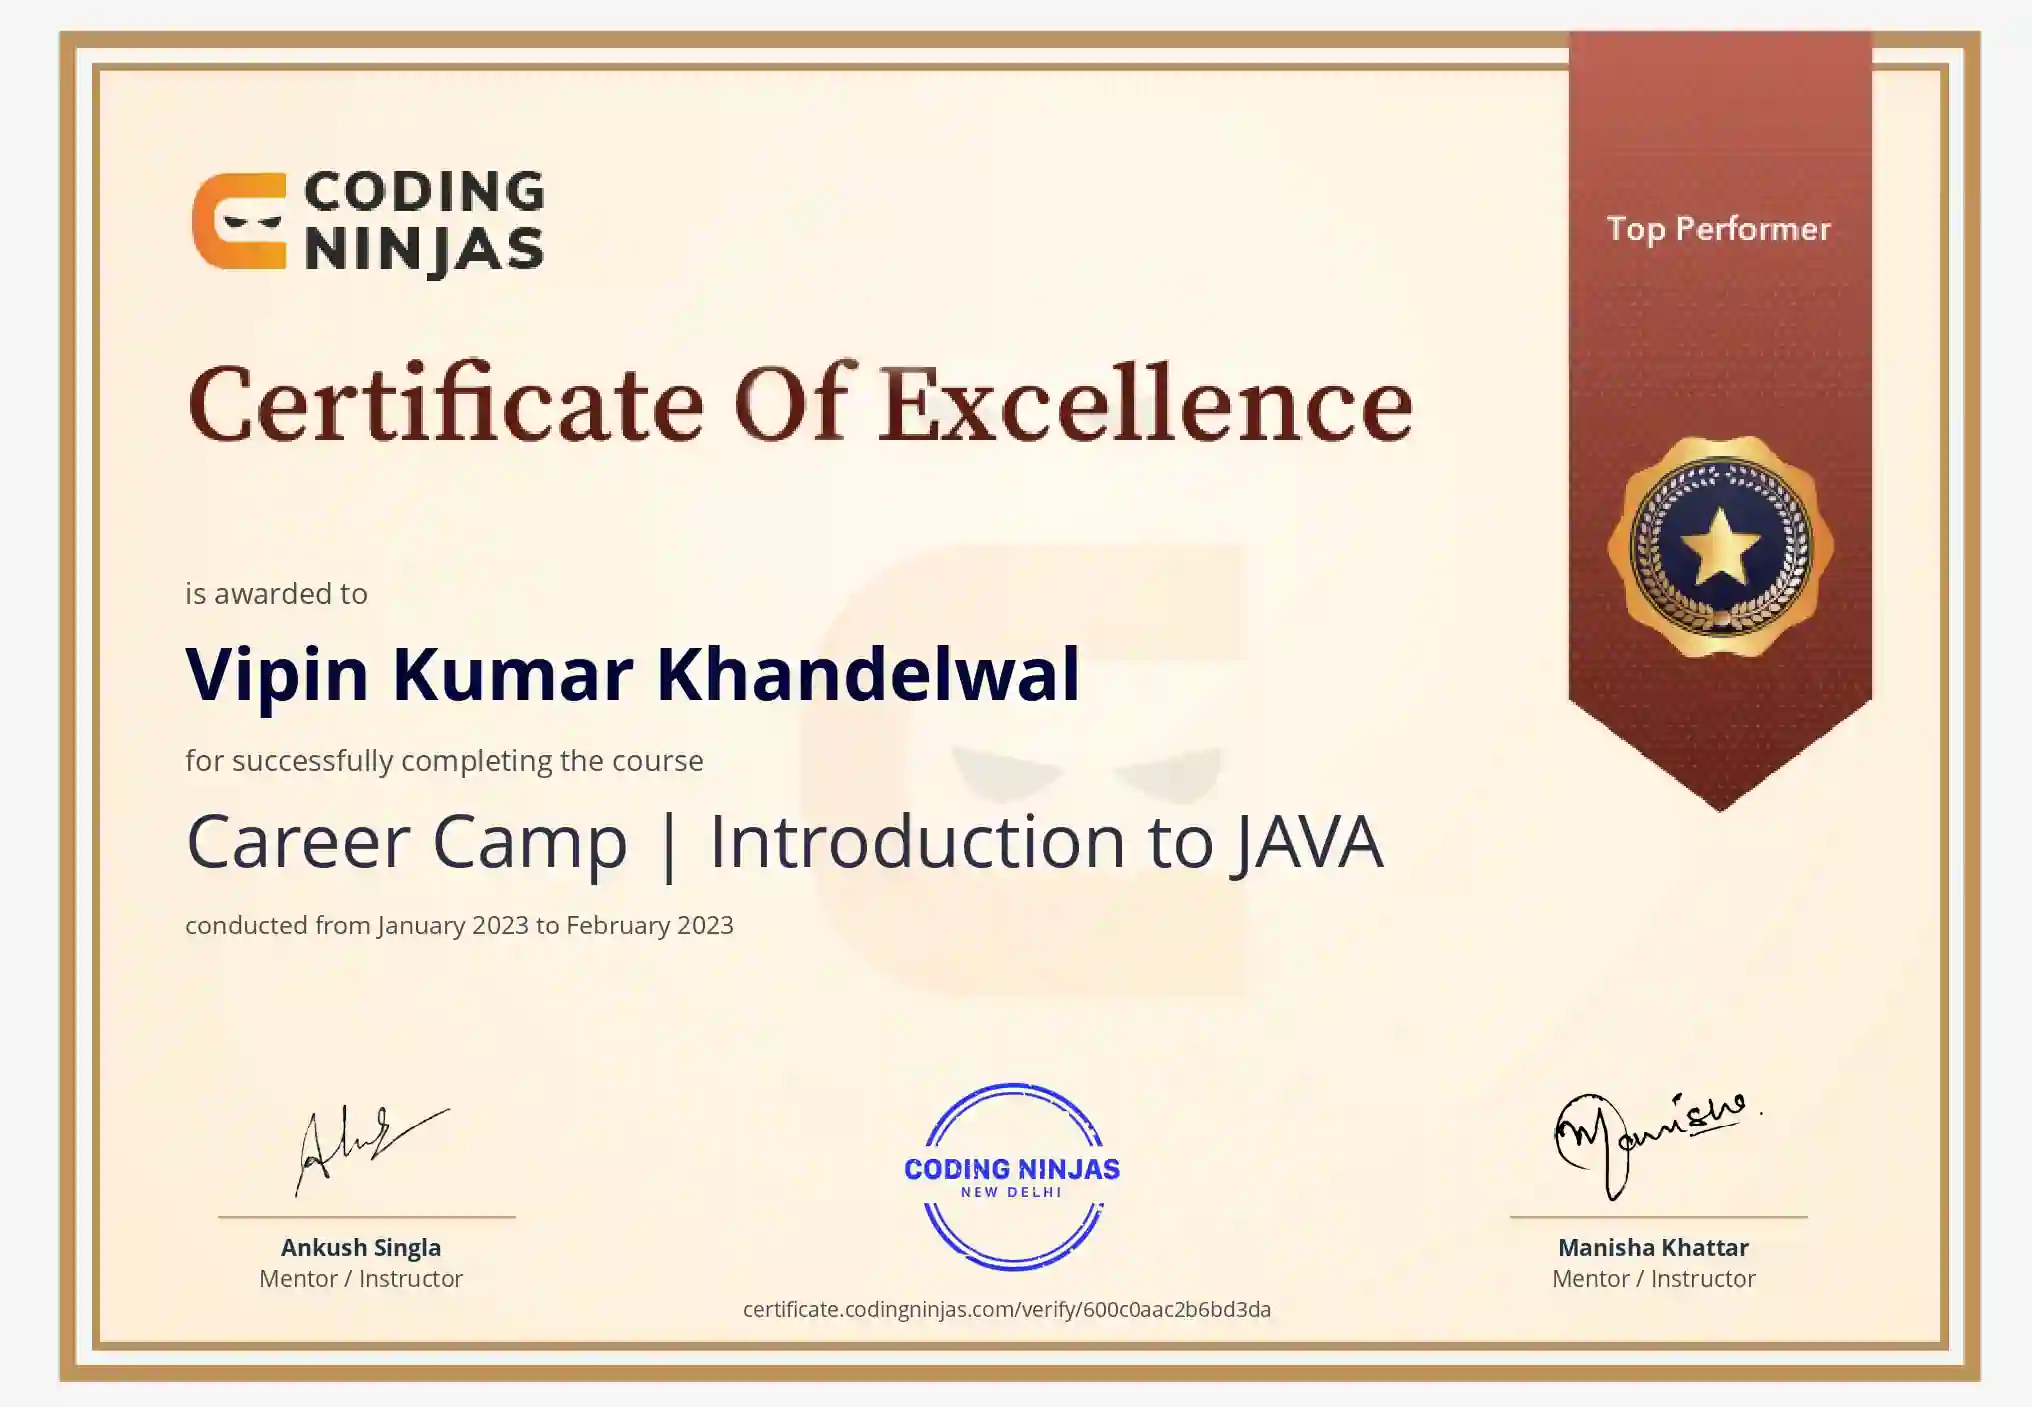 CODING
NINJAS
Top Performer
Certificate Of Excellence
is awarded to
Vipin Kumar Khandelwal
for successfully completing the course
Career Camp | Introduction to JAVA
conducted from January 2023 to February 2023
Manisha
CODING NINJAS
NEW DELHI
Ankush Singla
Mentor / Instructor
Manisha Khattar
Mentor / Instructor
certificate.codingninjas.com/verify/600c0aac2b6bd3da